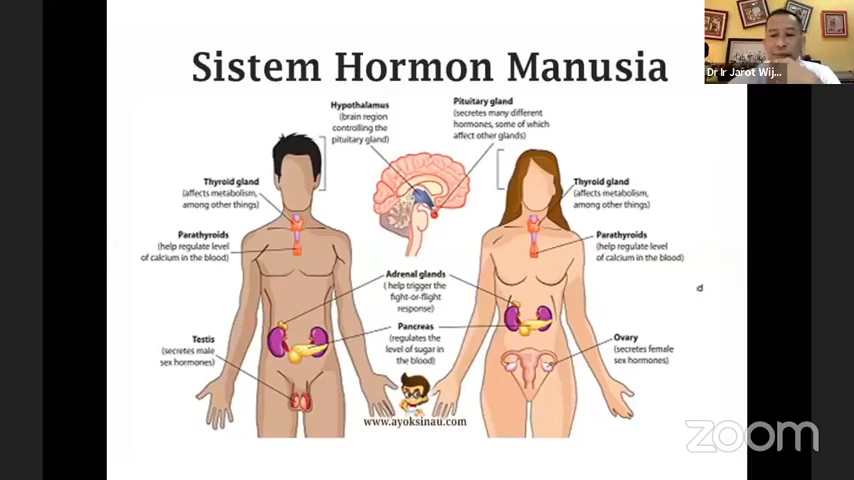 Dr Ir Jarot Wij...
Sistem Hormon Manusia
Hypothalamus
(brain region
controlling the
pituitary gland)
Pituitary gland
(secretes many different
hormones, some of which
affect other glands)
Thyroid gland
(affects metabolism,
among other things)
Thyroid gland
(affects metabolism,
among other things)
Parathyroids
(help regulate level
of calcium in the blood)
Parathyroids
(help regulate level
of calcium in the blood)
Adrenal glands
( help trigger the
fight-or-flight
response)
d
Pancreas
(regulates the
level of sugar in
the blood)
Testis
(secretes male
sex hormones)
Ovary
(secretes female
sex hormones)
www.ayoksinau.com
zoom